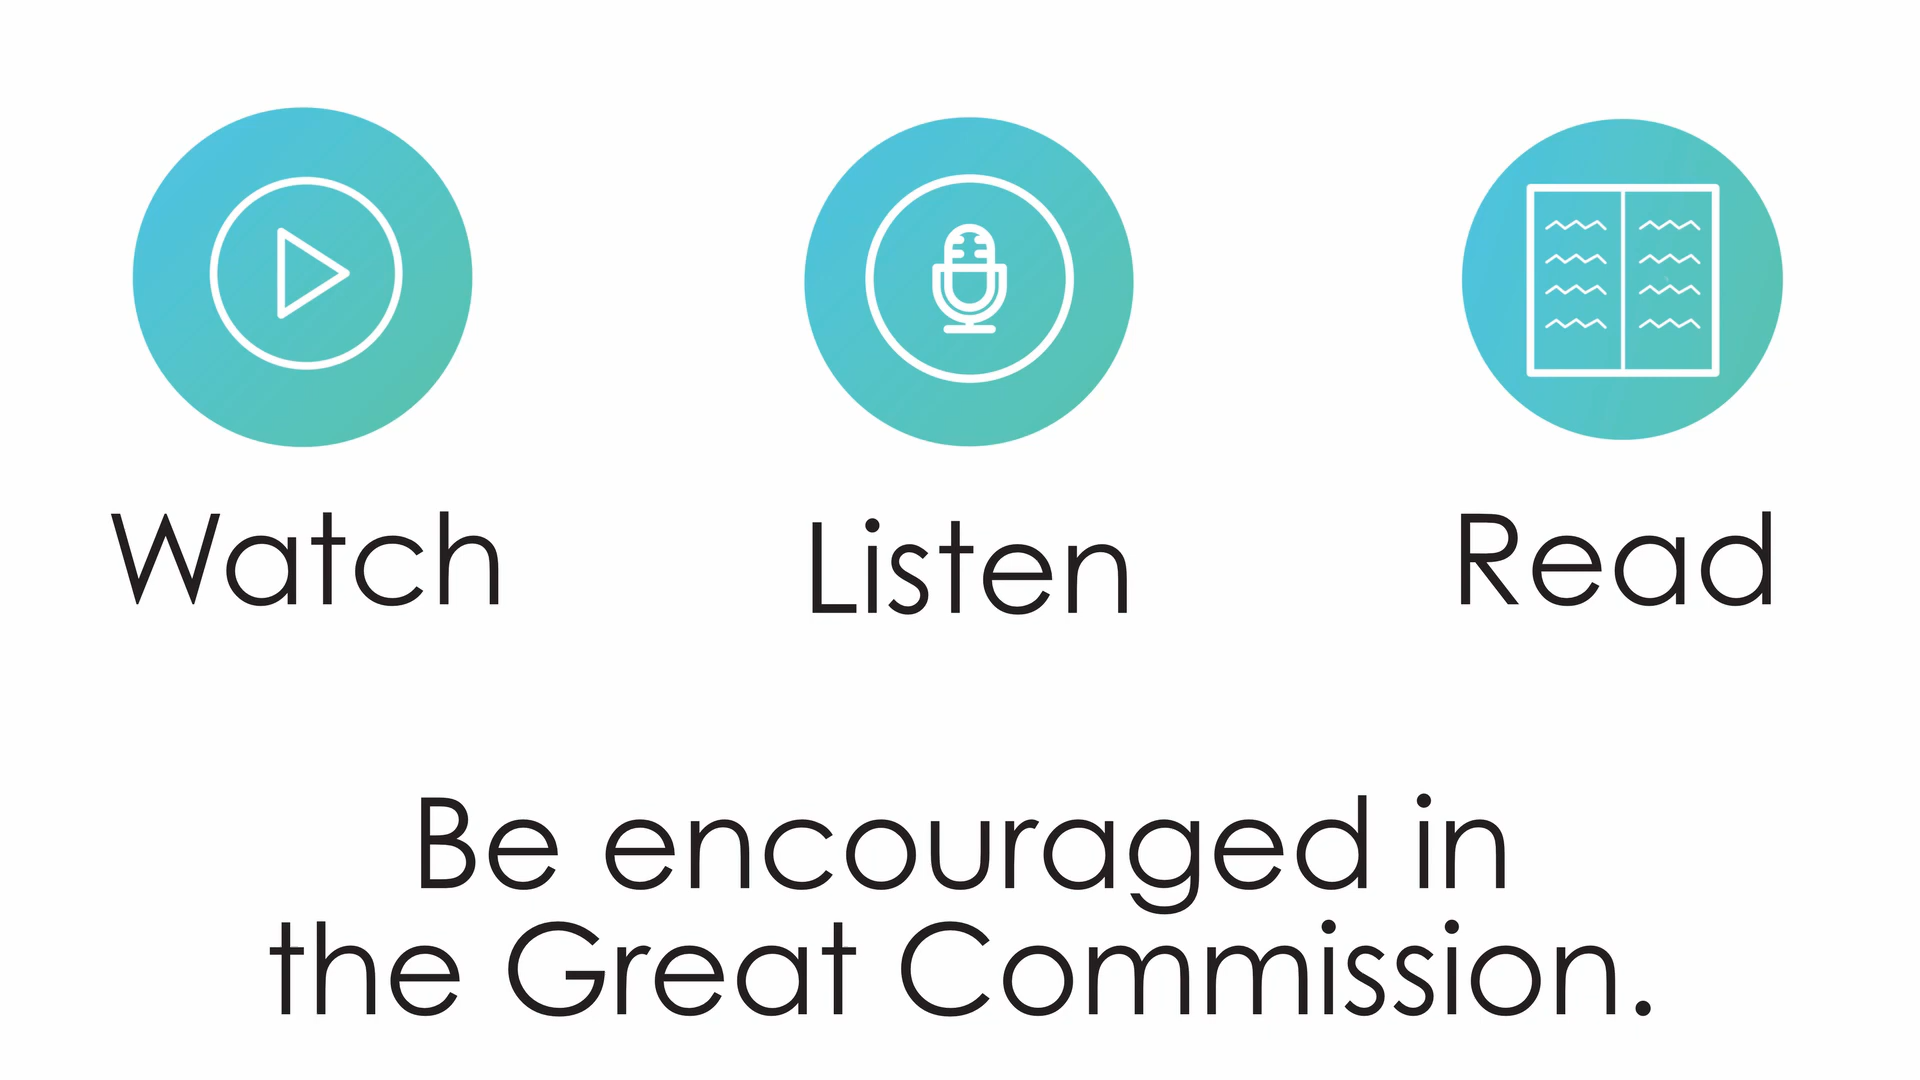 Watch Listen Read
Be encouraged in
the Great Commission.